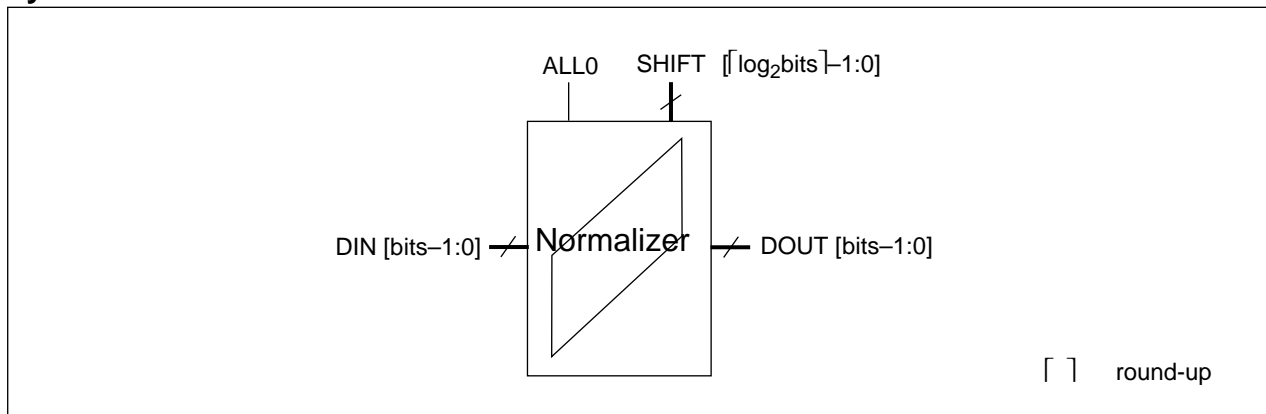 ALL0 SHIFT [⌈log₂bits⌉–1:0]
DIN [bits–1:0] Normalizer DOUT [bits–1:0]
⌈ ⌉ round-up